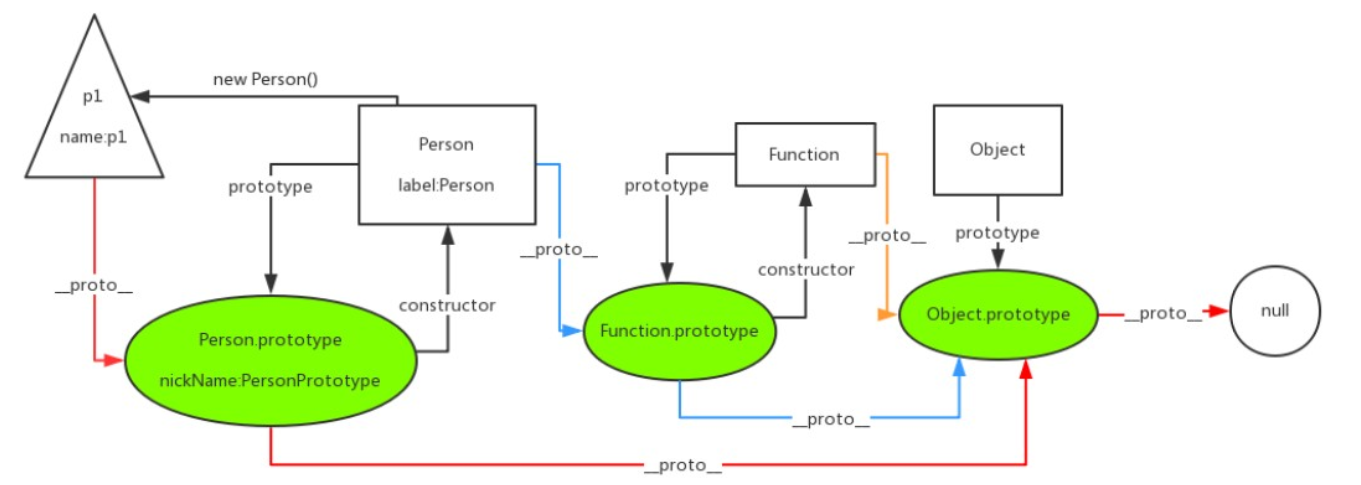 new Person()
p1
name:p1
Person
label:Person
Function
Object
prototype
prototype
prototype
__proto__
__proto__
__proto__
constructor
constructor
Person.prototype
nickName:PersonPrototype
Function.prototype
Object.prototype
__proto__
null
__proto__
__proto__